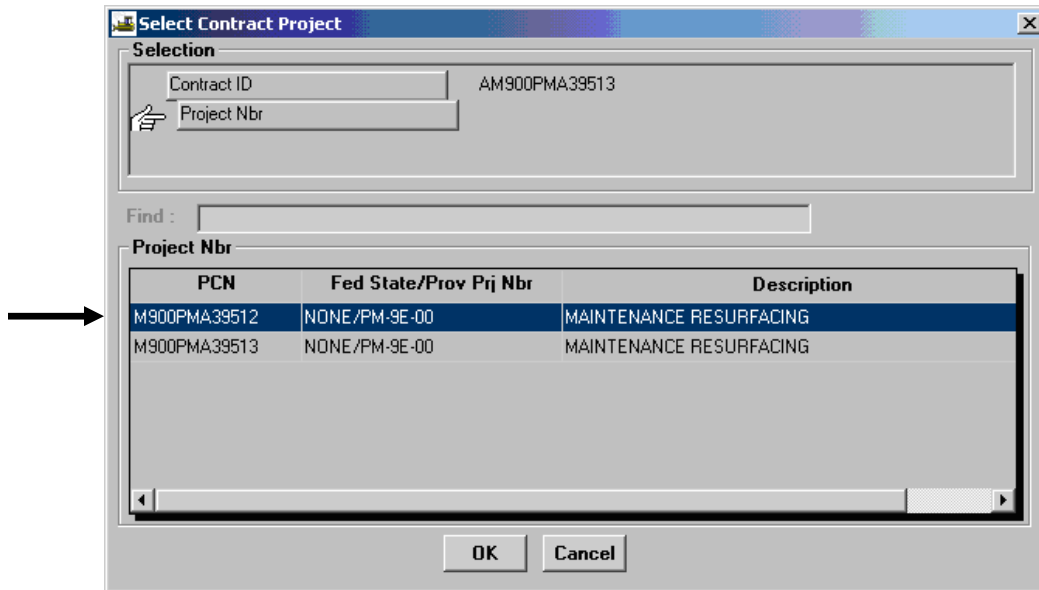 Select Contract Project
Selection
Contract ID AM900PMA39513
Project Nbr
Find :
Project Nbr
PCN Fed State/Prov Prj Nbr Description
M900PMA39512 NONE/PM-9E-00 MAINTENANCE RESURFACING
M900PMA39513 NONE/PM-9E-00 MAINTENANCE RESURFACING
OK Cancel